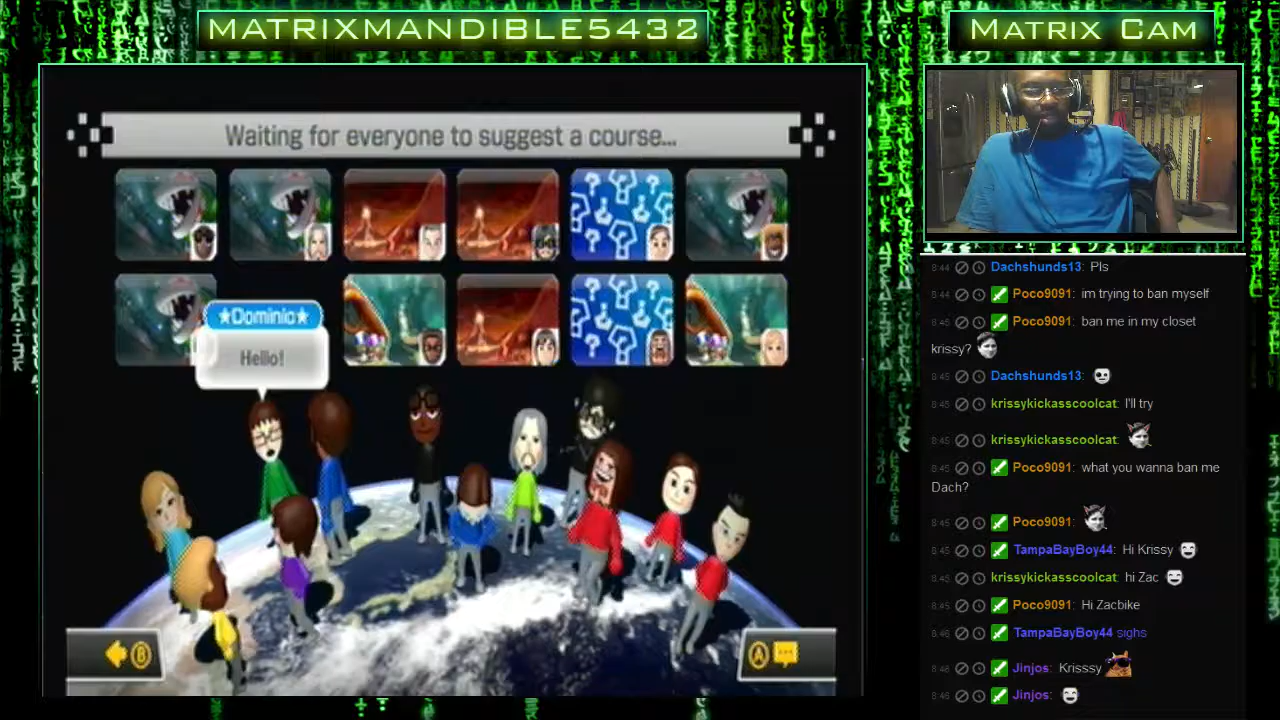 MATRIXMANDIBLE5432
Matrix Cam
Waiting for everyone to suggest a course...
★Dominic★
Hello!
B
A
8:44 Dachshunds13: Pls
8:44 Poco9091: im trying to ban myself
8:45 Poco9091: ban me in my closet
krissy?
8:45 Dachshunds13:
8:45 krissykickasscoolcat: I'll try
8:45 krissykickasscoolcat:
8:45 Poco9091: what you wanna ban me
Dach?
8:45 Poco9091:
8:45 TampaBayBoy44: Hi Krissy
8:45 krissykickasscoolcat: hi Zac
8:45 Poco9091: Hi Zacbike
8:46 TampaBayBoy44 sighs
8:46 Jinjos: Krisssy
8:46 Jinjos: